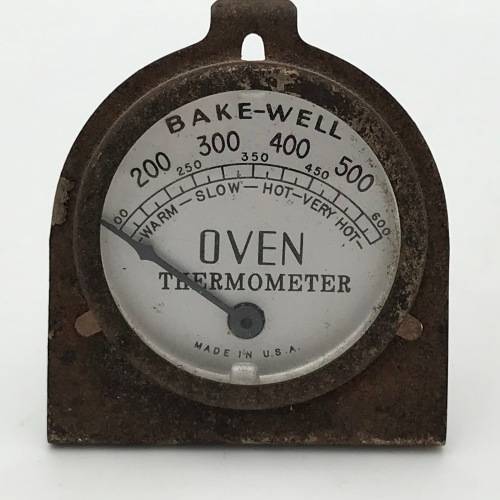 BAKE-WELL
200 300 400 500
00 250 350 450 600
WARM - SLOW - HOT - VERY HOT -
OVEN
THERMOMETER
MADE IN U.S.A.